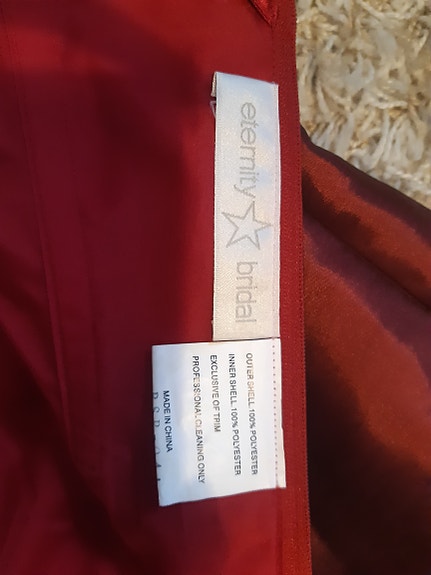 eternity ☆ bridal
OUTER SHELL. 100% POLYESTER
INNER SHELL. 100% POLYESTER
EXCLUSIVE OF TRIM
PROFESSIONAL CLEANING ONLY
MADE IN CHINA